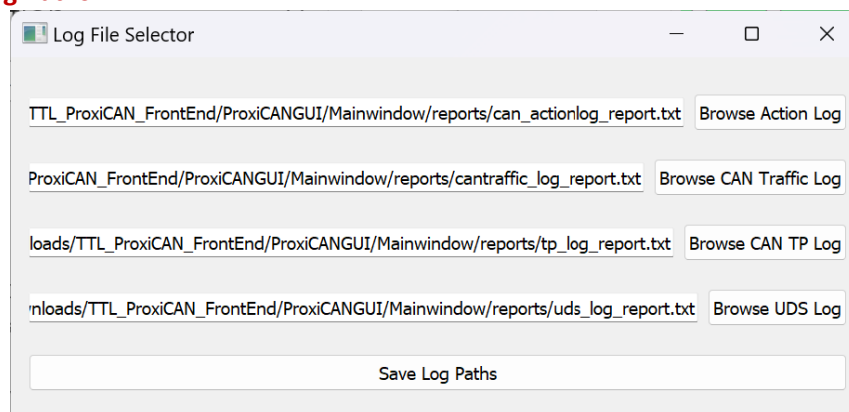 Log File Selector
TTL_ProxiCAN_FrontEnd/ProxiCANGUI/Mainwindow/reports/can_actionlog_report.txt Browse Action Log
ProxiCAN_FrontEnd/ProxiCANGUI/Mainwindow/reports/cantraffic_log_report.txt Browse CAN Traffic Log
loads/TTL_ProxiCAN_FrontEnd/ProxiCANGUI/Mainwindow/reports/tp_log_report.txt Browse CAN TP Log
nloads/TTL_ProxiCAN_FrontEnd/ProxiCANGUI/Mainwindow/reports/uds_log_report.txt Browse UDS Log
Save Log Paths